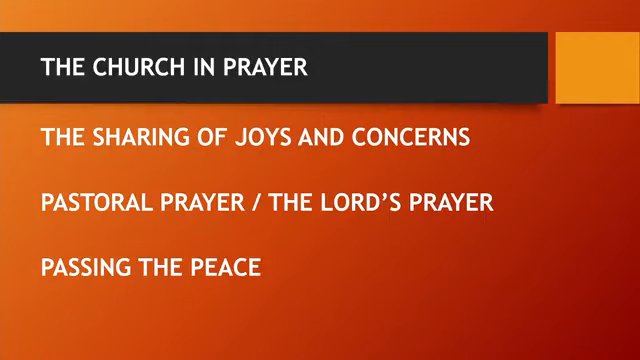 THE CHURCH IN PRAYER
THE SHARING OF JOYS AND CONCERNS
PASTORAL PRAYER / THE LORD’S PRAYER
PASSING THE PEACE